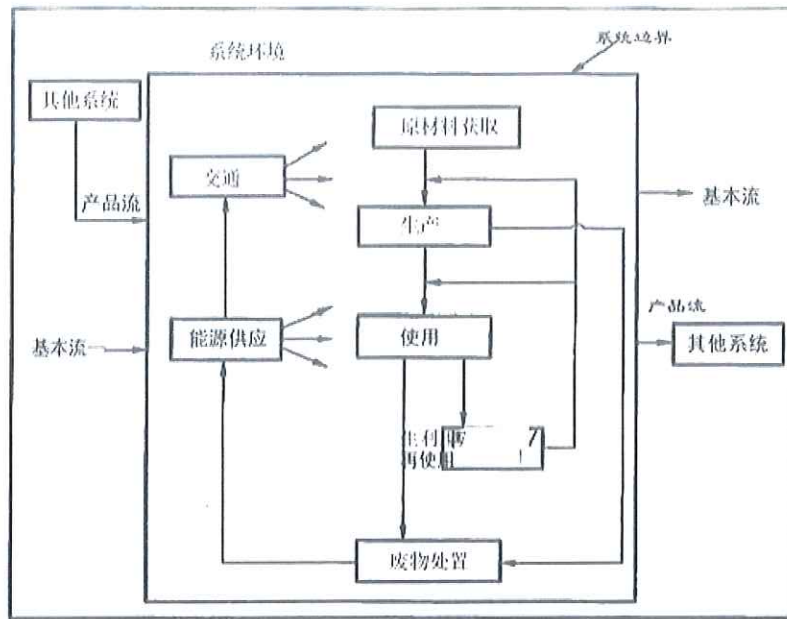 系统环境
系统边界
其他系统
原材料获取
交通
产品流
基本流
生产
产品流
基本流
能源供应
使用
其他系统
生利
再使用
废物处置